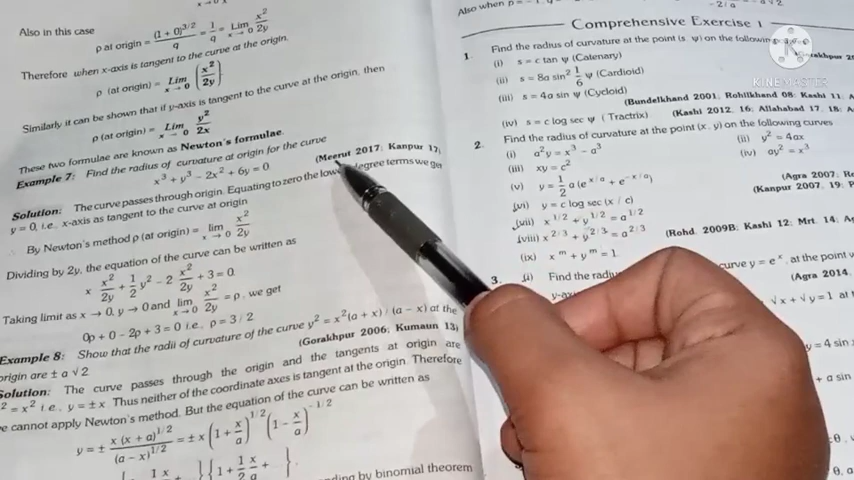 Also in this case
ρ at origin = (1 + 0)^3/2 / q = 1/q = Lim x → 0 x²/2y
Therefore when x-axis is tangent to the curve at the origin.
ρ (at origin) = Lim x → 0 (x²/2y)
Similarly it can be shown that if y-axis is tangent to the curve at origin, then
ρ (at origin) = Lim x → 0 y²/2x
These two formulae are known as Newton's formulae.
Example 7: Find the radius of curvature at origin for the curve
x³ + y³ − 2x² + 6y = 0
(Meerut 2017; Kanpur 17)
Solution: The curve passes through origin. Equating to zero the degree terms we get
y = 0, i.e., x-axis as tangent to the curve at origin
By Newton's method ρ (at origin) = lim x → 0 x²/2y
Dividing by 2y, the equation of the curve can be written as
x x²/2y + 1/2 y² − 2 x²/2y + 3 = 0
Taking limit as x → 0, y → 0 and lim x → 0 x²/2y = ρ, we get
0ρ + 0 − 2ρ + 3 = 0 i.e., ρ = 3/2
Example 8: Show that the radii of curvature of the curve y² = x² (a + x) / (a − x) at the
origin are ± a √2
(Gorakhpur 2006; Kumaun 13)
Solution: The curve passes through the origin and the tangents at origin are
² = x² i.e., y = ± x. Thus neither of the coordinate axes is tangent at the origin. Therefore
cannot apply Newton's method. But the equation of the curve can be written as
y = ± x (x + a)^1/2 / (a − x)^1/2 = ± x (1 + x/a)^1/2 (1 − x/a)^−1/2
{1 + 1/2 x/a + }
by binomial theorem
Also when
Comprehensive Exercise 1
KINEMASTER
1. Find the radius of curvature at the point (s, ψ) on the following
(i) s = c tan ψ (Catenary)
(ii) s = 8a sin² 1/6 ψ (Cardioid)
(iii) s = 4a sin ψ (Cycloid)
(Bundelkhand 2001, Rohilkhand 08; Kashi 11;
(iv) s = c log sec ψ (Tractrix)
(Kashi 2012, 16; Allahabad 17, 18;
2. Find the radius of curvature at the point (x, y) on the following curves
(i) a²y = x³ − a³
(ii) y² = 4ax
(iii) xy = c²
(iv) ay² = x³
(v) y = 1/2 a (e^x/a + e^−x/a)
(Agra 2007;
(vi) y = c log sec (x / c)
(Kanpur 2007, 19;
(vii) x^1/2 + y^1/2 = a^1/2
(viii) x^2/3 + y^2/3 = a^2/3
(Rohd. 2009B; Kashi 12; Mrt. 14;
(ix) x^m + y^m = 1
3. (i) Find the
curve y = e^x, at the point
y-axis
(Agra 2014,
√x + √y = 1 at
y = 4 sin